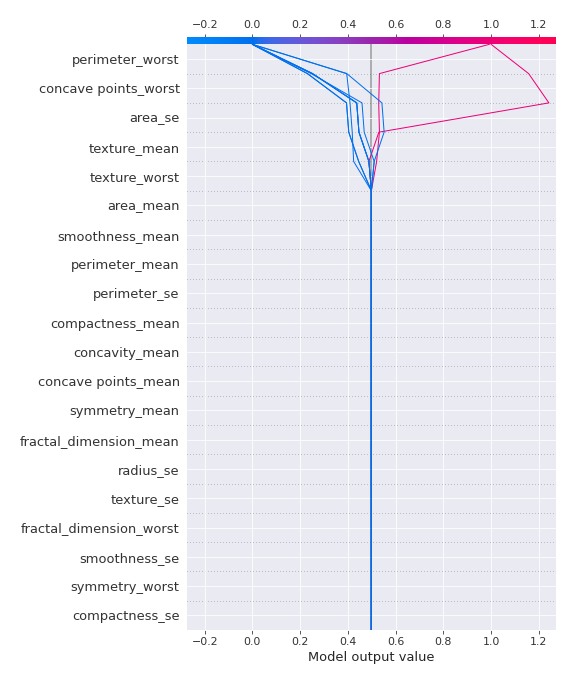 −0.2 0.0 0.2 0.4 0.6 0.8 1.0 1.2
perimeter_worst
concave points_worst
area_se
texture_mean
texture_worst
area_mean
smoothness_mean
perimeter_mean
perimeter_se
compactness_mean
concavity_mean
concave points_mean
symmetry_mean
fractal_dimension_mean
radius_se
texture_se
fractal_dimension_worst
smoothness_se
symmetry_worst
compactness_se
−0.2 0.0 0.2 0.4 0.6 0.8 1.0 1.2
Model output value